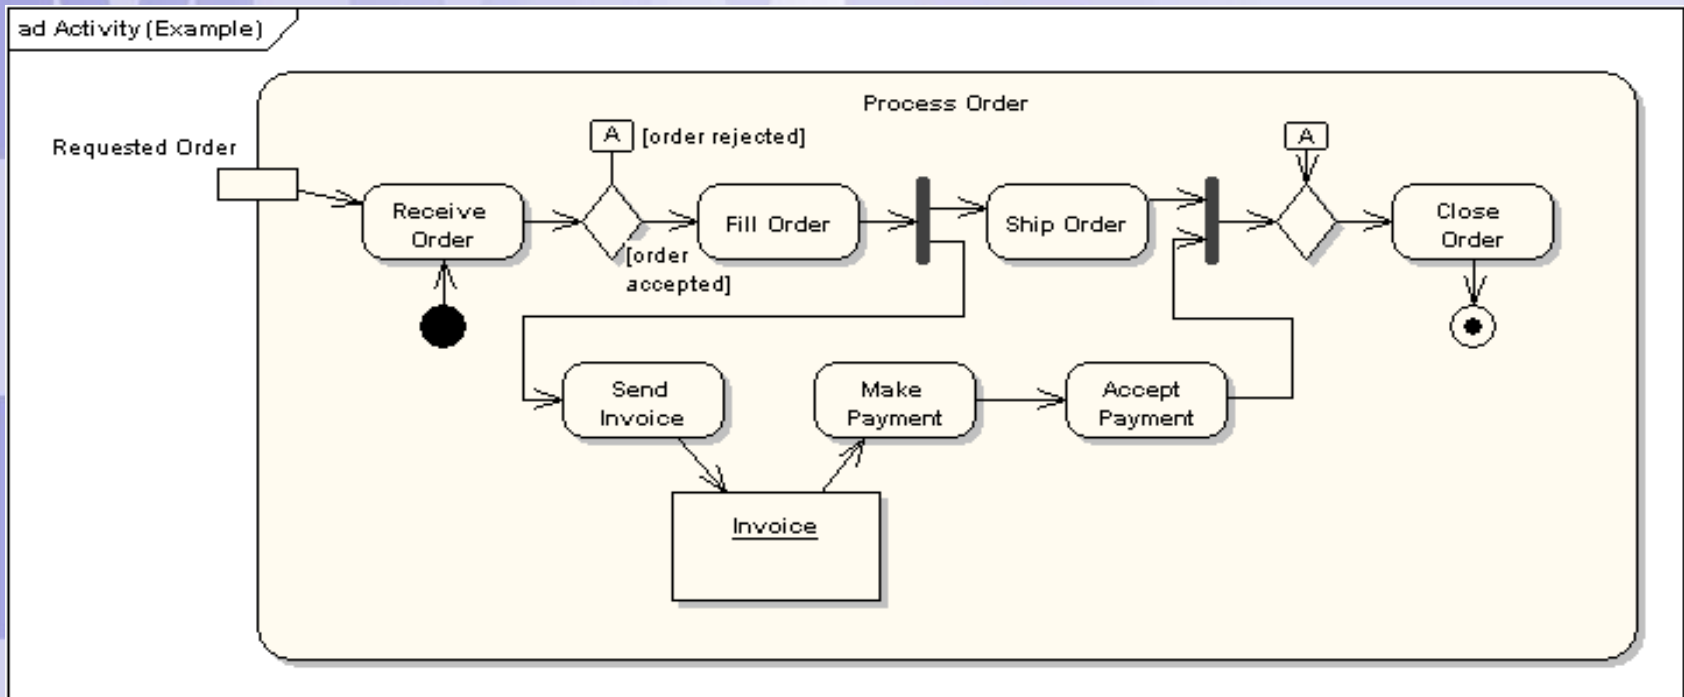 ad Activity (Example)
Process Order
Requested Order
A
[order rejected]
A
Receive
Order
Fill Order
Ship Order
Close
Order
[order
accepted]
Send
Invoice
Make
Payment
Accept
Payment
Invoice